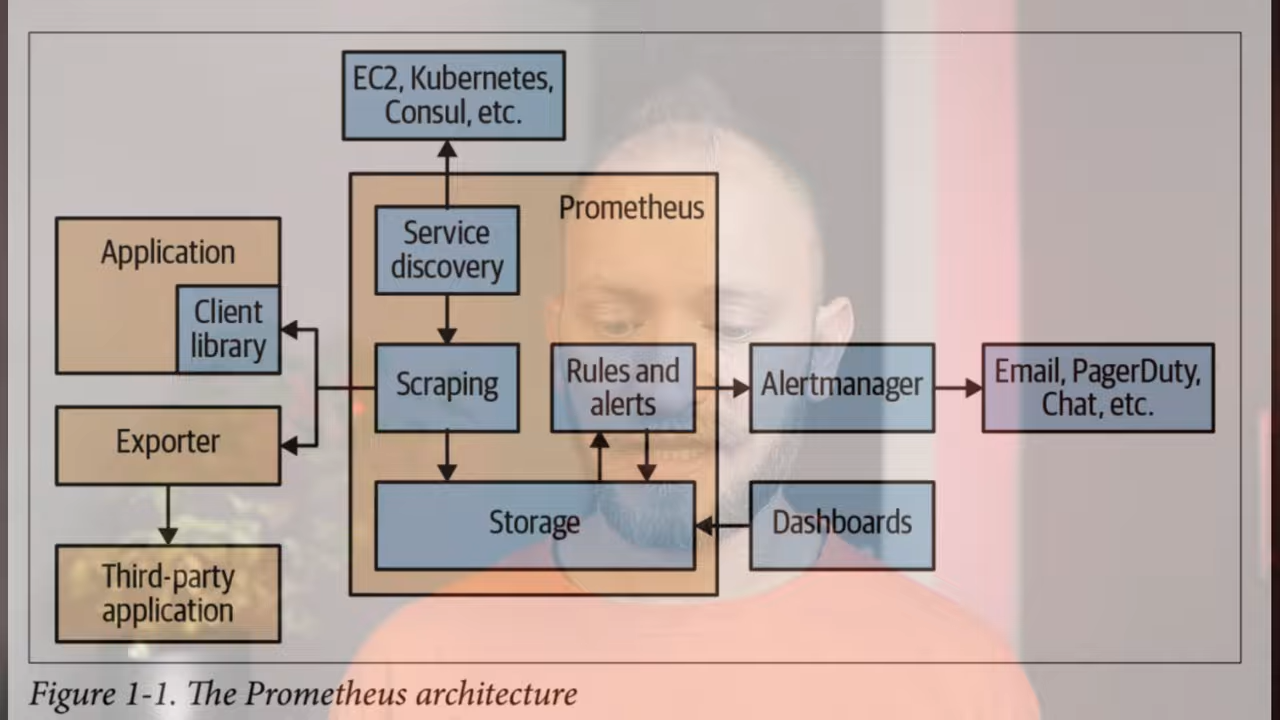 EC2, Kubernetes,
Consul, etc.
Prometheus
Service
discovery
Application
Client
library
Scraping
Rules and
alerts
Alertmanager
Email, PagerDuty,
Chat, etc.
Exporter
Storage
Dashboards
Third-party
application
Figure 1-1. The Prometheus architecture